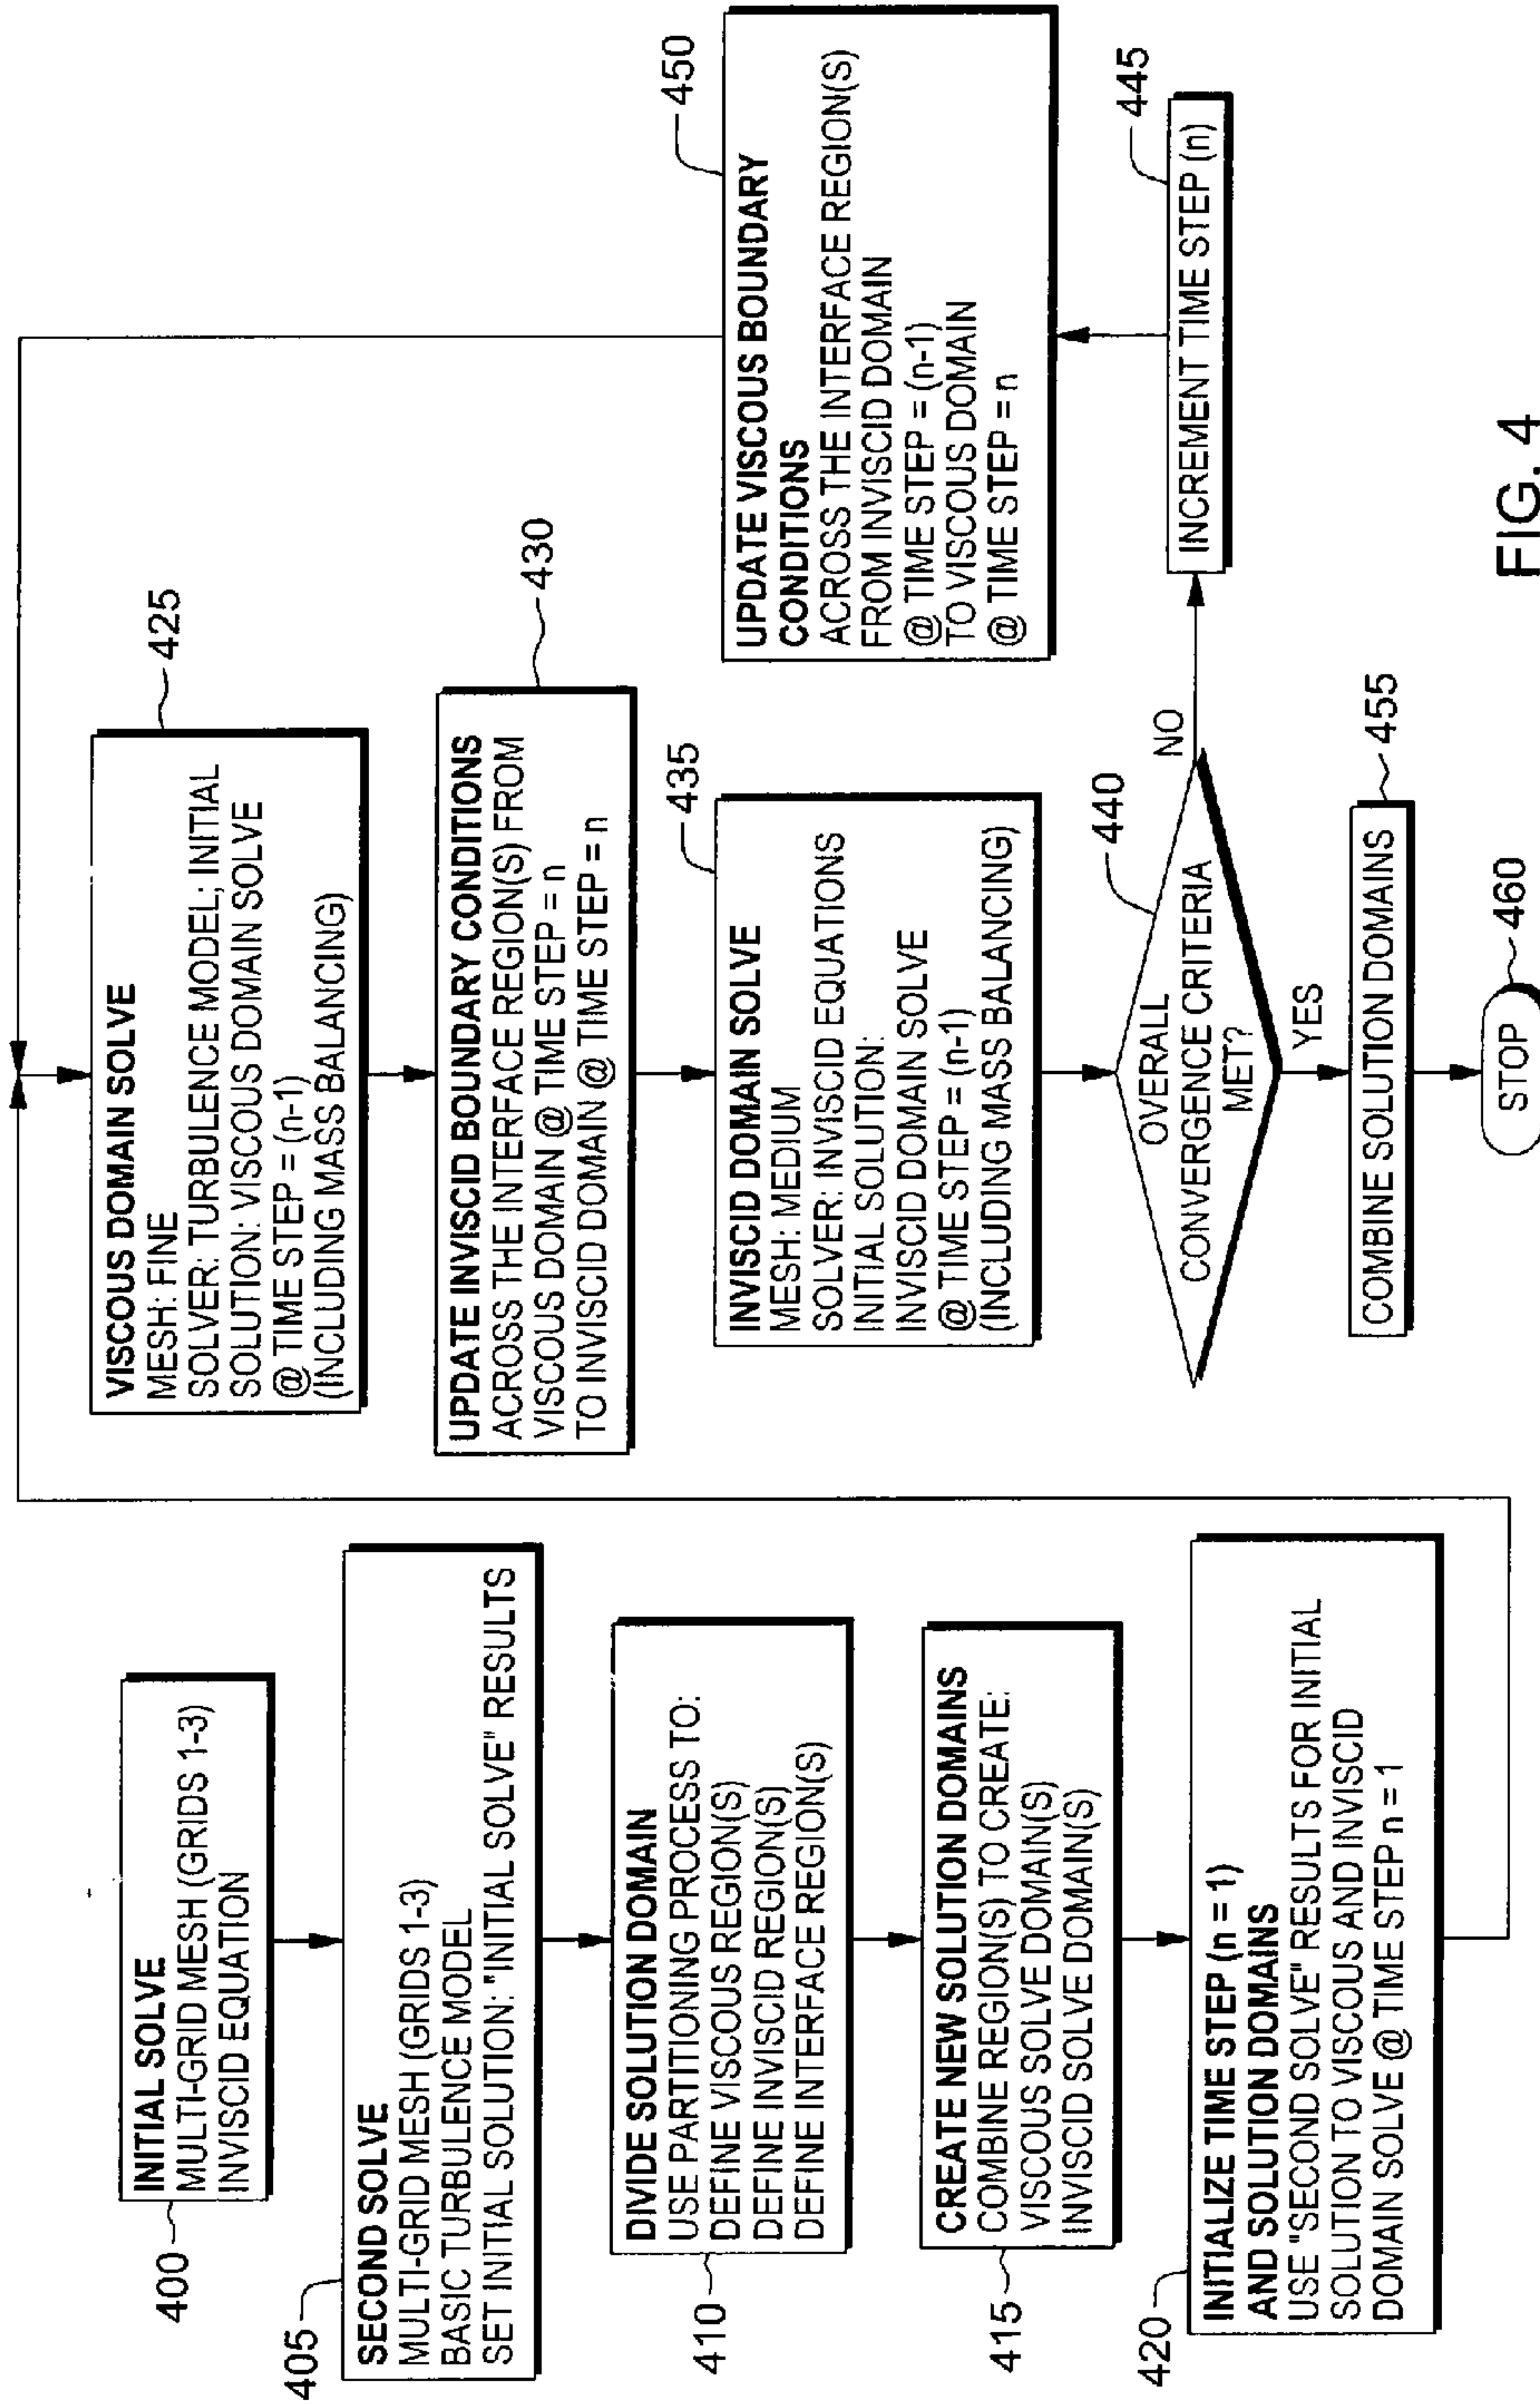 INITIAL SOLVE
MULTI-GRID MESH (GRIDS 1-3)
INVISCID EQUATION
400
SECOND SOLVE
MULTI-GRID MESH (GRIDS 1-3)
BASIC TURBULENCE MODEL
SET INITIAL SOLUTION: "INITIAL SOLVE" RESULTS
405
DIVIDE SOLUTION DOMAIN
USE PARTITIONING PROCESS TO:
DEFINE VISCOUS REGION(S)
DEFINE INVISCID REGION(S)
DEFINE INTERFACE REGION(S)
410
CREATE NEW SOLUTION DOMAINS
COMBINE REGION(S) TO CREATE:
VISCOUS SOLVE DOMAIN(S)
INVISCID SOLVE DOMAIN(S)
415
INITIALIZE TIME STEP (n = 1)
AND SOLUTION DOMAINS
USE "SECOND SOLVE" RESULTS FOR INITIAL
SOLUTION TO VISCOUS AND INVISCID
DOMAIN SOLVE @ TIME STEP n = 1
420
VISCOUS DOMAIN SOLVE
MESH: FINE
SOLVER: TURBULENCE MODEL; INITIAL
SOLUTION: VISCOUS DOMAIN SOLVE
@ TIME STEP = (n-1)
(INCLUDING MASS BALANCING)
425
UPDATE INVISCID BOUNDARY CONDITIONS
ACROSS THE INTERFACE REGION(S) FROM
VISCOUS DOMAIN @ TIME STEP = n
TO INVISCID DOMAIN @ TIME STEP = n
430
INVISCID DOMAIN SOLVE
MESH: MEDIUM
SOLVER: INVISCID EQUATIONS
INITIAL SOLUTION:
INVISCID DOMAIN SOLVE
@ TIME STEP = (n-1)
(INCLUDING MASS BALANCING)
435
OVERALL
CONVERGENCE CRITERIA
MET?
440
NO
YES
INCREMENT TIME STEP (n)
445
UPDATE VISCOUS BOUNDARY
CONDITIONS
ACROSS THE INTERFACE REGION(S)
FROM INVISCID DOMAIN
@ TIME STEP = (n-1)
TO VISCOUS DOMAIN
@ TIME STEP = n
450
COMBINE SOLUTION DOMAINS
455
STOP
460
FIG. 4